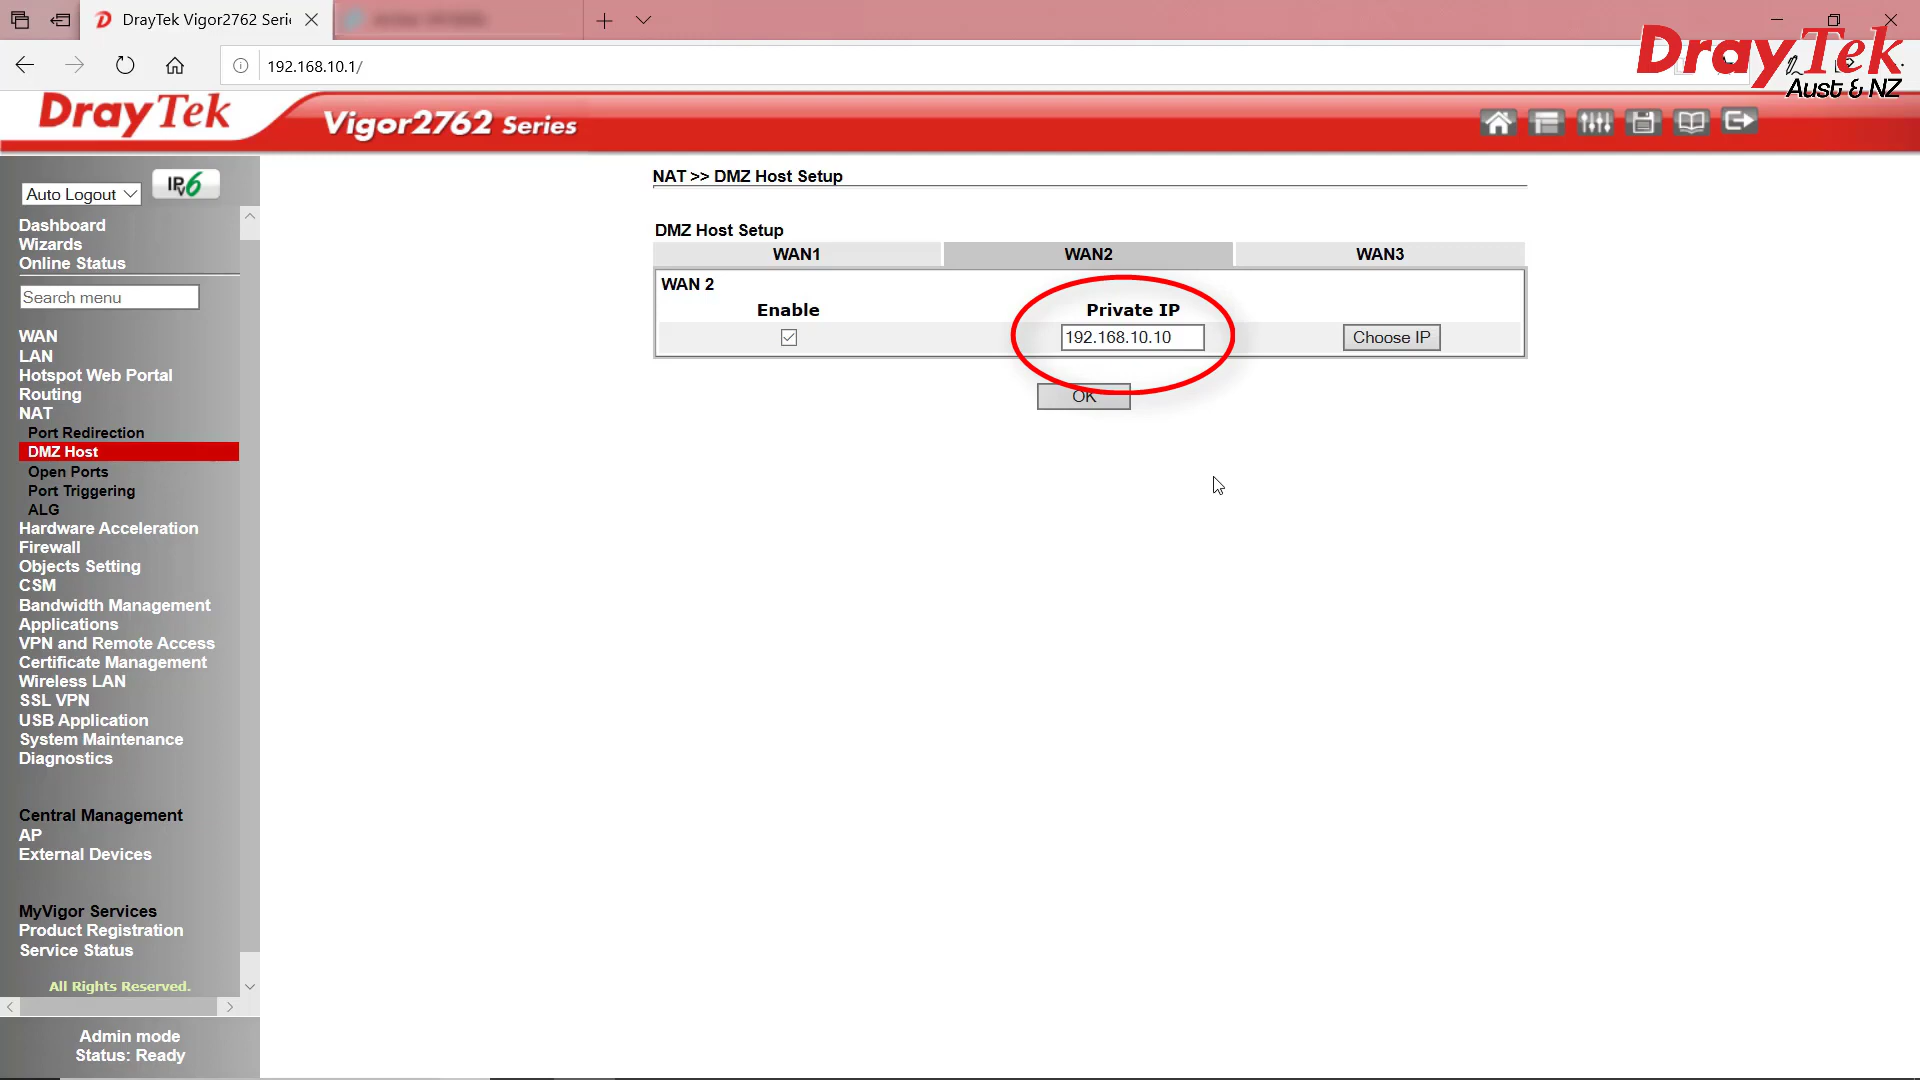 DrayTek Vigor2762 Seri
192.168.10.1/
DrayTek
Aust & NZ
DrayTek
Vigor2762 Series
Auto Logout
IPv6
Dashboard
Wizards
Online Status
Search menu
WAN
LAN
Hotspot Web Portal
Routing
NAT
Port Redirection
DMZ Host
Open Ports
Port Triggering
ALG
Hardware Acceleration
Firewall
Objects Setting
CSM
Bandwidth Management
Applications
VPN and Remote Access
Certificate Management
Wireless LAN
SSL VPN
USB Application
System Maintenance
Diagnostics
Central Management
AP
External Devices
MyVigor Services
Product Registration
Service Status
All Rights Reserved.
Admin mode
Status: Ready
NAT >> DMZ Host Setup
DMZ Host Setup
WAN1 WAN2 WAN3
WAN 2
Enable Private IP
192.168.10.10 Choose IP
OK